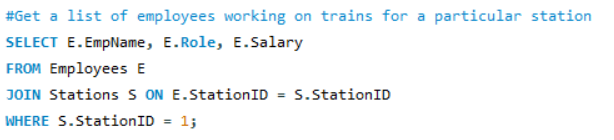 #Get a list of employees working on trains for a particular station
SELECT E.EmpName, E.Role, E.Salary
FROM Employees E
JOIN Stations S ON E.StationID = S.StationID
WHERE S.StationID = 1;